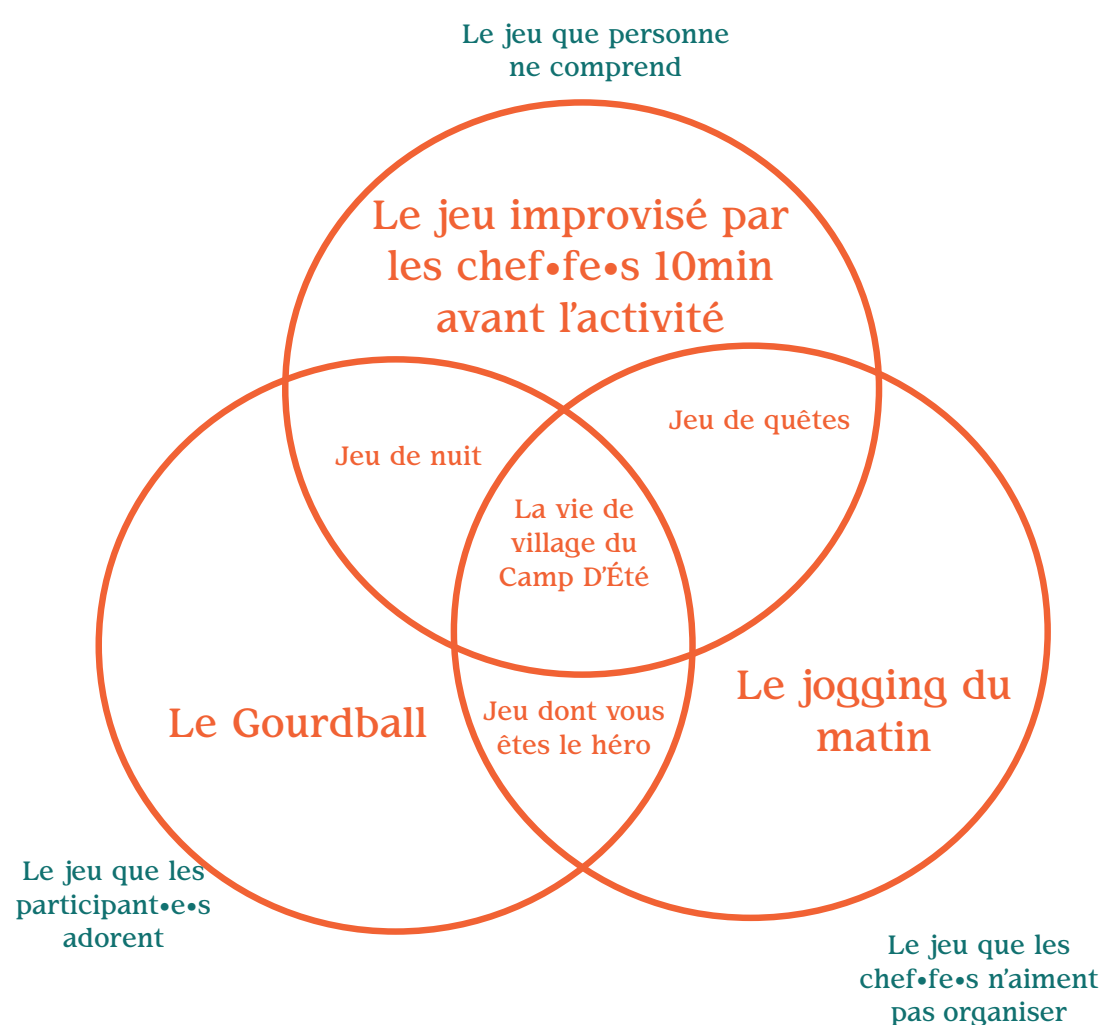 Le jeu que personne
ne comprend
Le jeu improvisé par
les chef•fe•s 10min
avant l'activité
Jeu de quêtes
Jeu de nuit
La vie de
village du
Camp D'Été
Le jogging du
matin
Le Gourdball
Jeu dont vous
êtes le héro
Le jeu que les
participant•e•s
adorent
Le jeu que les
chef•fe•s n'aiment
pas organiser